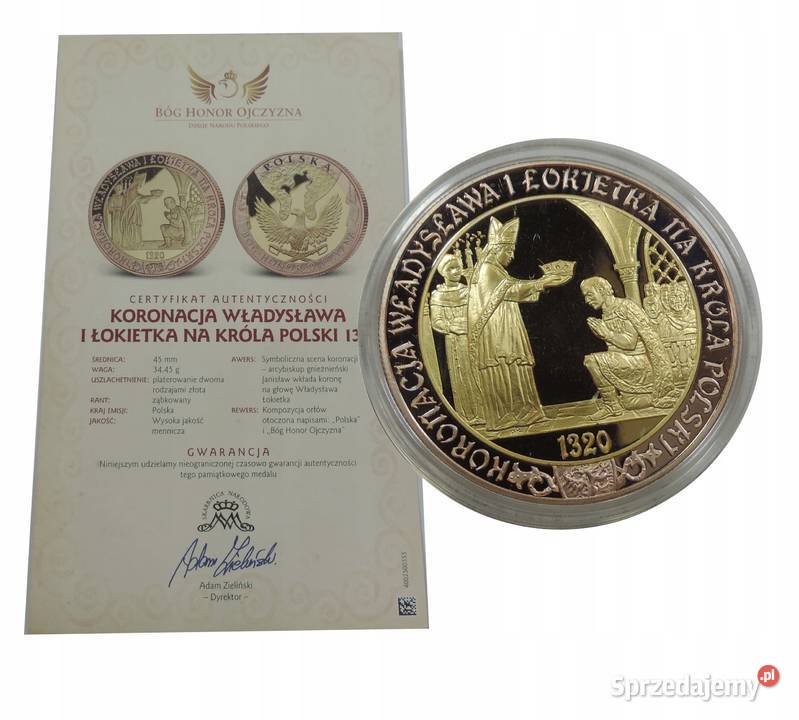 BÓG HONOR OJCZYZNA
DZIEJE NARODU POLSKIEGO
KORONACJA WŁADYSŁAWA I ŁOKIETKA NA KRÓLA POLSKI
1320
POLSKA
CERTYFIKAT AUTENTYCZNOŚCI
KORONACJA WŁADYSŁAWA
I ŁOKIETKA NA KRÓLA POLSKI 13
ŚREDNICA: 45 mm
WAGA: 34.45 g
USZLACHETNIENIE: platerowanie dwoma
rodzajami złota
RANT: ząbkowany
KRAJ EMISJI: Polska
JAKOŚĆ: Wysoka jakość
mennicza
AWERS: Symboliczna scena koronacji
– arcybiskup gnieźnieński
Janisław wkłada koronę
na głowę Władysława
Łokietka
REWERS: Kompozycja orłów
otoczona napisami: „Polska”
i „Bóg Honor Ojczyzna”
GWARANCJA
Niniejszym udzielamy nieograniczonej czasowo gwarancji autentyczności
tego pamiątkowego medalu
SKARBNICA NARODOWA
Adam Zieliński
Adam Zieliński
– Dyrektor –
KORONACJA WŁADYSŁAWA I ŁOKIETKA NA KRÓLA POLSKI
1320
Sprzedajemy.pl